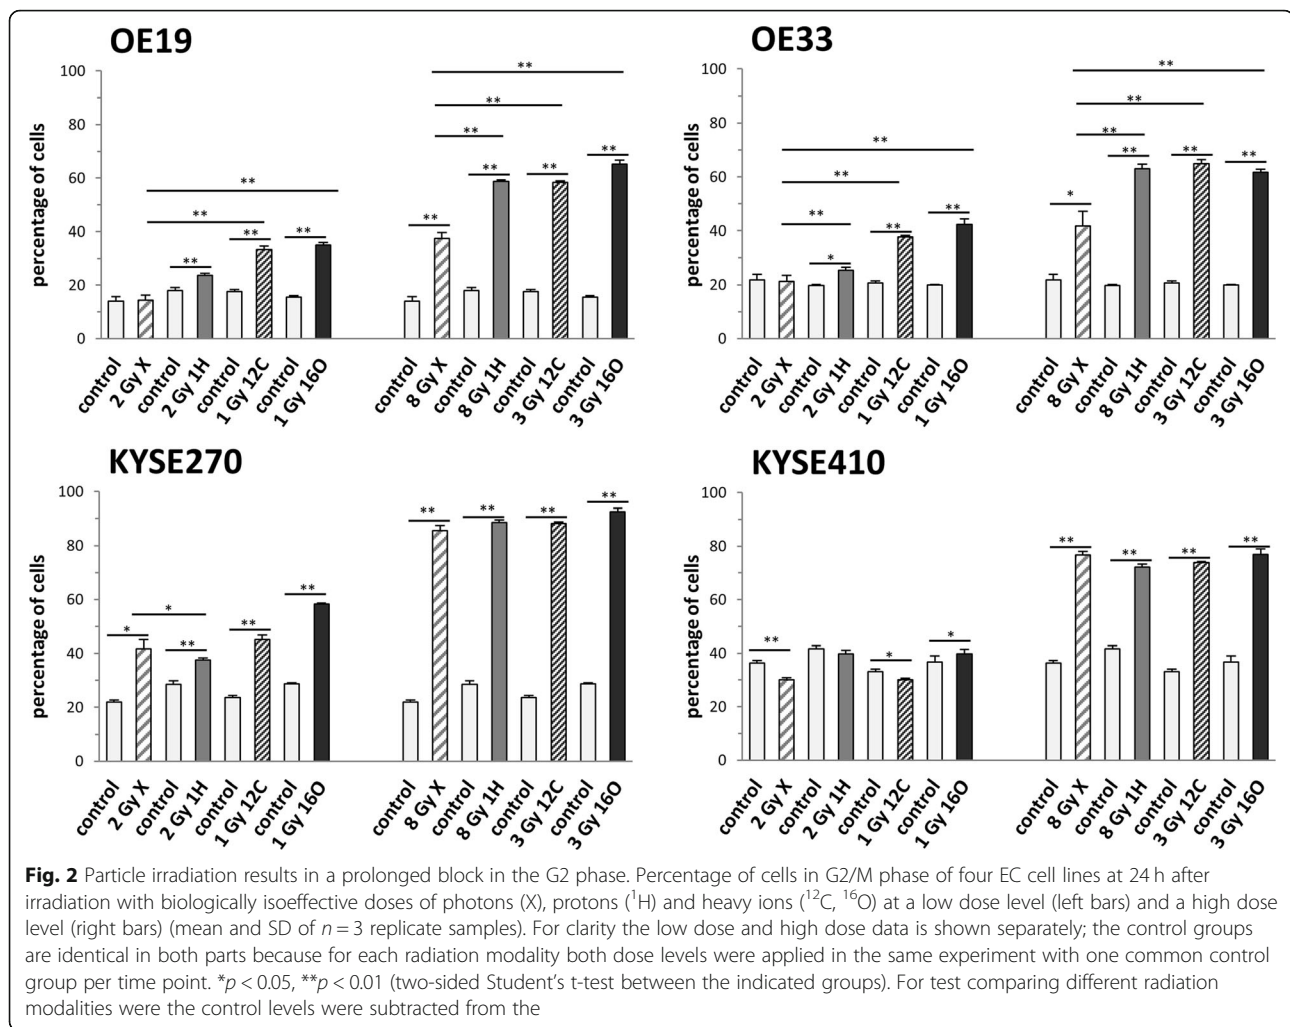 OE19
percentage of cells
100
80
60
40
20
0
**
**
**
**
**
**
**
**
**
**
**
**
control
2 Gy X
control
2 Gy 1H
control
1 Gy 12C
control
1 Gy 16O
control
8 Gy X
control
8 Gy 1H
control
3 Gy 12C
control
3 Gy 16O
OE33
percentage of cells
100
80
60
40
20
0
**
**
**
*
**
**
**
**
**
*
**
**
**
control
2 Gy X
control
2 Gy 1H
control
1 Gy 12C
control
1 Gy 16O
control
8 Gy X
control
8 Gy 1H
control
3 Gy 12C
control
3 Gy 16O
KYSE270
percentage of cells
100
80
60
40
20
0
*
*
**
**
**
**
**
**
**
control
2 Gy X
control
2 Gy 1H
control
1 Gy 12C
control
1 Gy 16O
control
8 Gy X
control
8 Gy 1H
control
3 Gy 12C
control
3 Gy 16O
KYSE410
percentage of cells
100
80
60
40
20
0
**
*
*
**
**
**
**
control
2 Gy X
control
2 Gy 1H
control
1 Gy 12C
control
1 Gy 16O
control
8 Gy X
control
8 Gy 1H
control
3 Gy 12C
control
3 Gy 16O
Fig. 2 Particle irradiation results in a prolonged block in the G2 phase. Percentage of cells in G2/M phase of four EC cell lines at 24 h after
irradiation with biologically isoeffective doses of photons (X), protons (¹H) and heavy ions (¹²C, ¹⁶O) at a low dose level (left bars) and a high dose
level (right bars) (mean and SD of n = 3 replicate samples). For clarity the low dose and high dose data is shown separately; the control groups
are identical in both parts because for each radiation modality both dose levels were applied in the same experiment with one common control
group per time point. *p < 0.05, **p < 0.01 (two-sided Student's t-test between the indicated groups). For test comparing different radiation
modalities were the control levels were subtracted from the